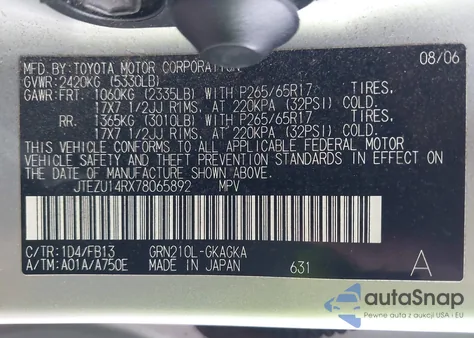 MFD.BY: TOYOTA MOTOR CORPORATION 08/06
GVWR: 2420KG (5330LB)
GAWR: FRT. 1060KG (2335LB) WITH P265/65R17 TIRES,
17X7 1/2JJ RIMS, AT 220KPA (32PSI) COLD.
RR. 1365KG (3010LB) WITH P265/65R17 TIRES,
17X7 1/2JJ RIMS, AT 220KPA (32PSI) COLD.
THIS VEHICLE CONFORMS TO ALL APPLICABLE FEDERAL MOTOR
VEHICLE SAFETY AND THEFT PREVENTION STANDARDS IN EFFECT ON
THE DATE OF MANUFACTURE SHOWN ABOVE.
JTEZU14RX78065892 MPV
C/TR: 1D4/FB13 GRN210L-GKAGKA
A/TM: A01A/A750E MADE IN JAPAN 631 A
autoSnap
Pewne auta z USA i EU